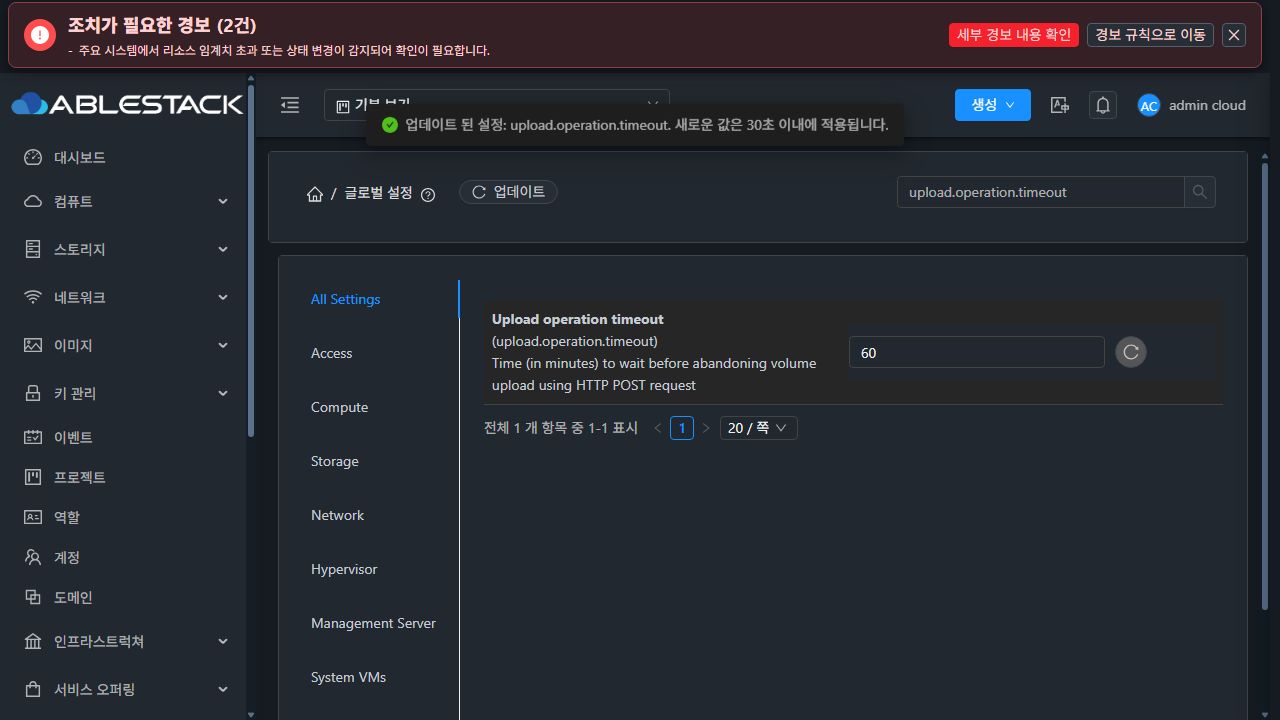 조치가 필요한 경보 (2건)
- 주요 시스템에서 리소스 임계치 초과 또는 상태 변경이 감지되어 확인이 필요합니다.
세부 경보 내용 확인
경보 규칙으로 이동
ABLESTACK
생성
AC
admin cloud
업데이트 된 설정: upload.operation.timeout. 새로운 값은 30초 이내에 적용됩니다.
대시보드
컴퓨트
스토리지
네트워크
이미지
키 관리
이벤트
프로젝트
역할
계정
도메인
인프라스트럭쳐
서비스 오퍼링
/ 글로벌 설정
업데이트
upload.operation.timeout
All Settings
Access
Compute
Storage
Network
Hypervisor
Management Server
System VMs
Upload operation timeout
(upload.operation.timeout)
Time (in minutes) to wait before abandoning volume
upload using HTTP POST request
60
전체 1 개 항목 중 1-1 표시
1
20 / 쪽